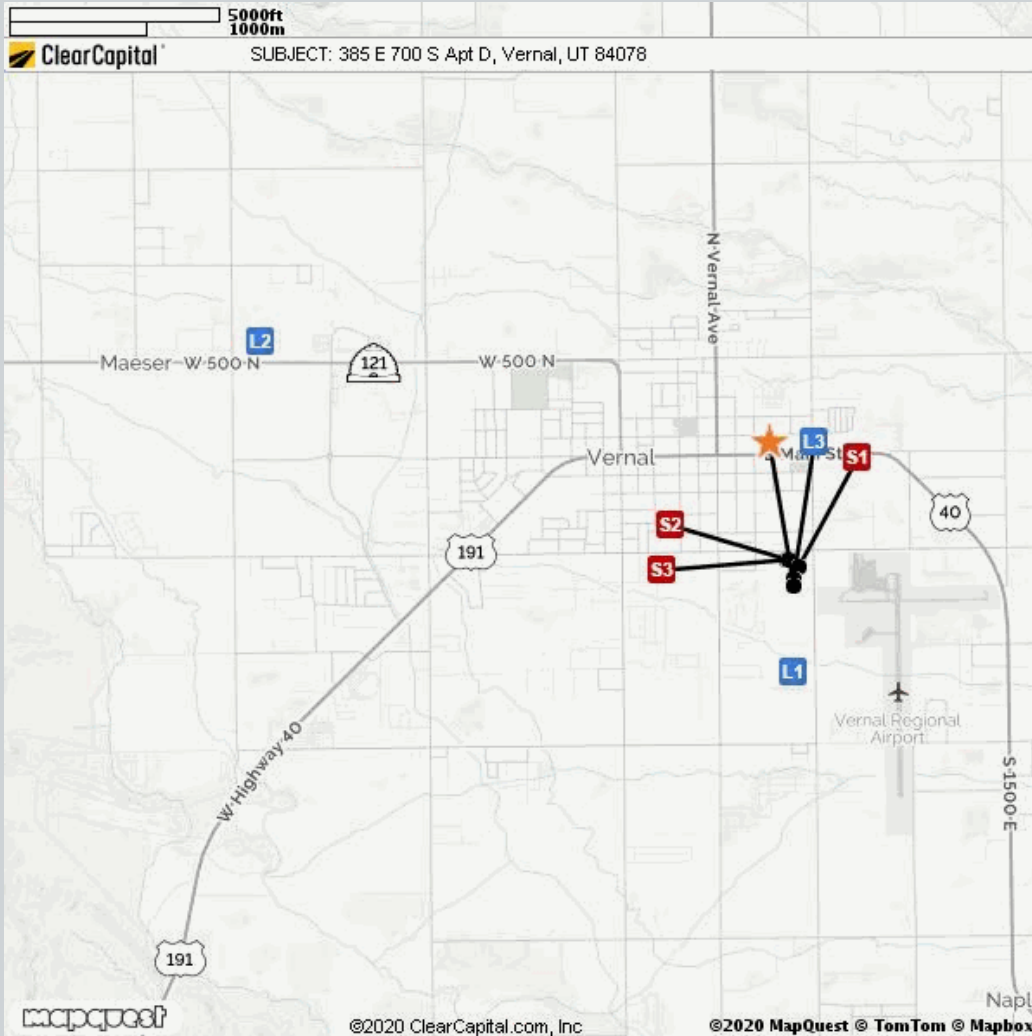 5000ft
1000m
ClearCapital
SUBJECT: 385 E 700 S Apt D, Vernal, UT 84078
N Vernal Ave
L2
Maeser
W 500 N
121
W 500 N
Vernal
L3
S1
S2
40
191
S3
L1
Vernal Regional
Airport
W Highway 40
S 1500 E
191
mapquest
©2020 ClearCapital.com, Inc
©2020 MapQuest © TomTom © Mapbo